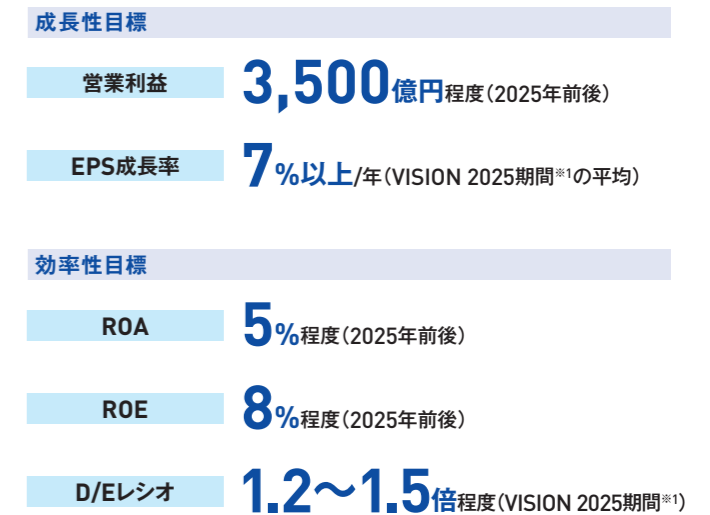 成長性目標
営業利益 3,500億円程度(2025年前後)
EPS成長率 7%以上/年(VISION 2025期間※1の平均)
効率性目標
ROA 5%程度(2025年前後)
ROE 8%程度(2025年前後)
D/Eレシオ 1.2〜1.5倍程度(VISION 2025期間※1)